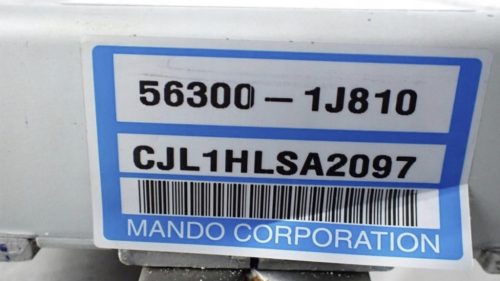 56300-1J810
CJL1HLSA2097
MANDO CORPORATION